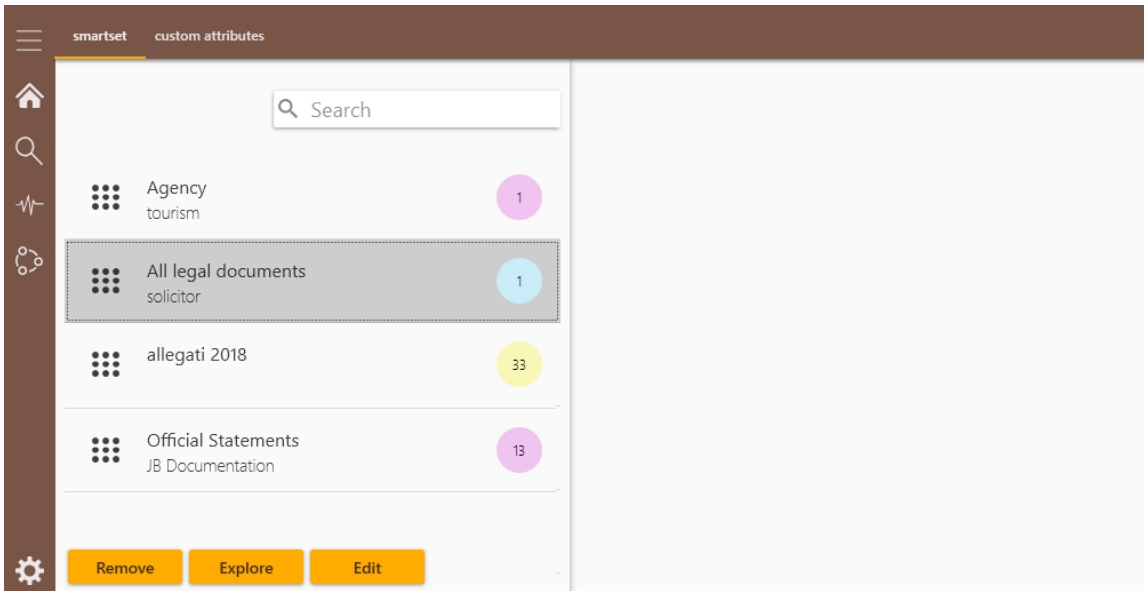 smartset custom attributes
Search
Agency
tourism
1
All legal documents
solicitor
1
allegati 2018
33
Official Statements
JB Documentation
13
Remove Explore Edit